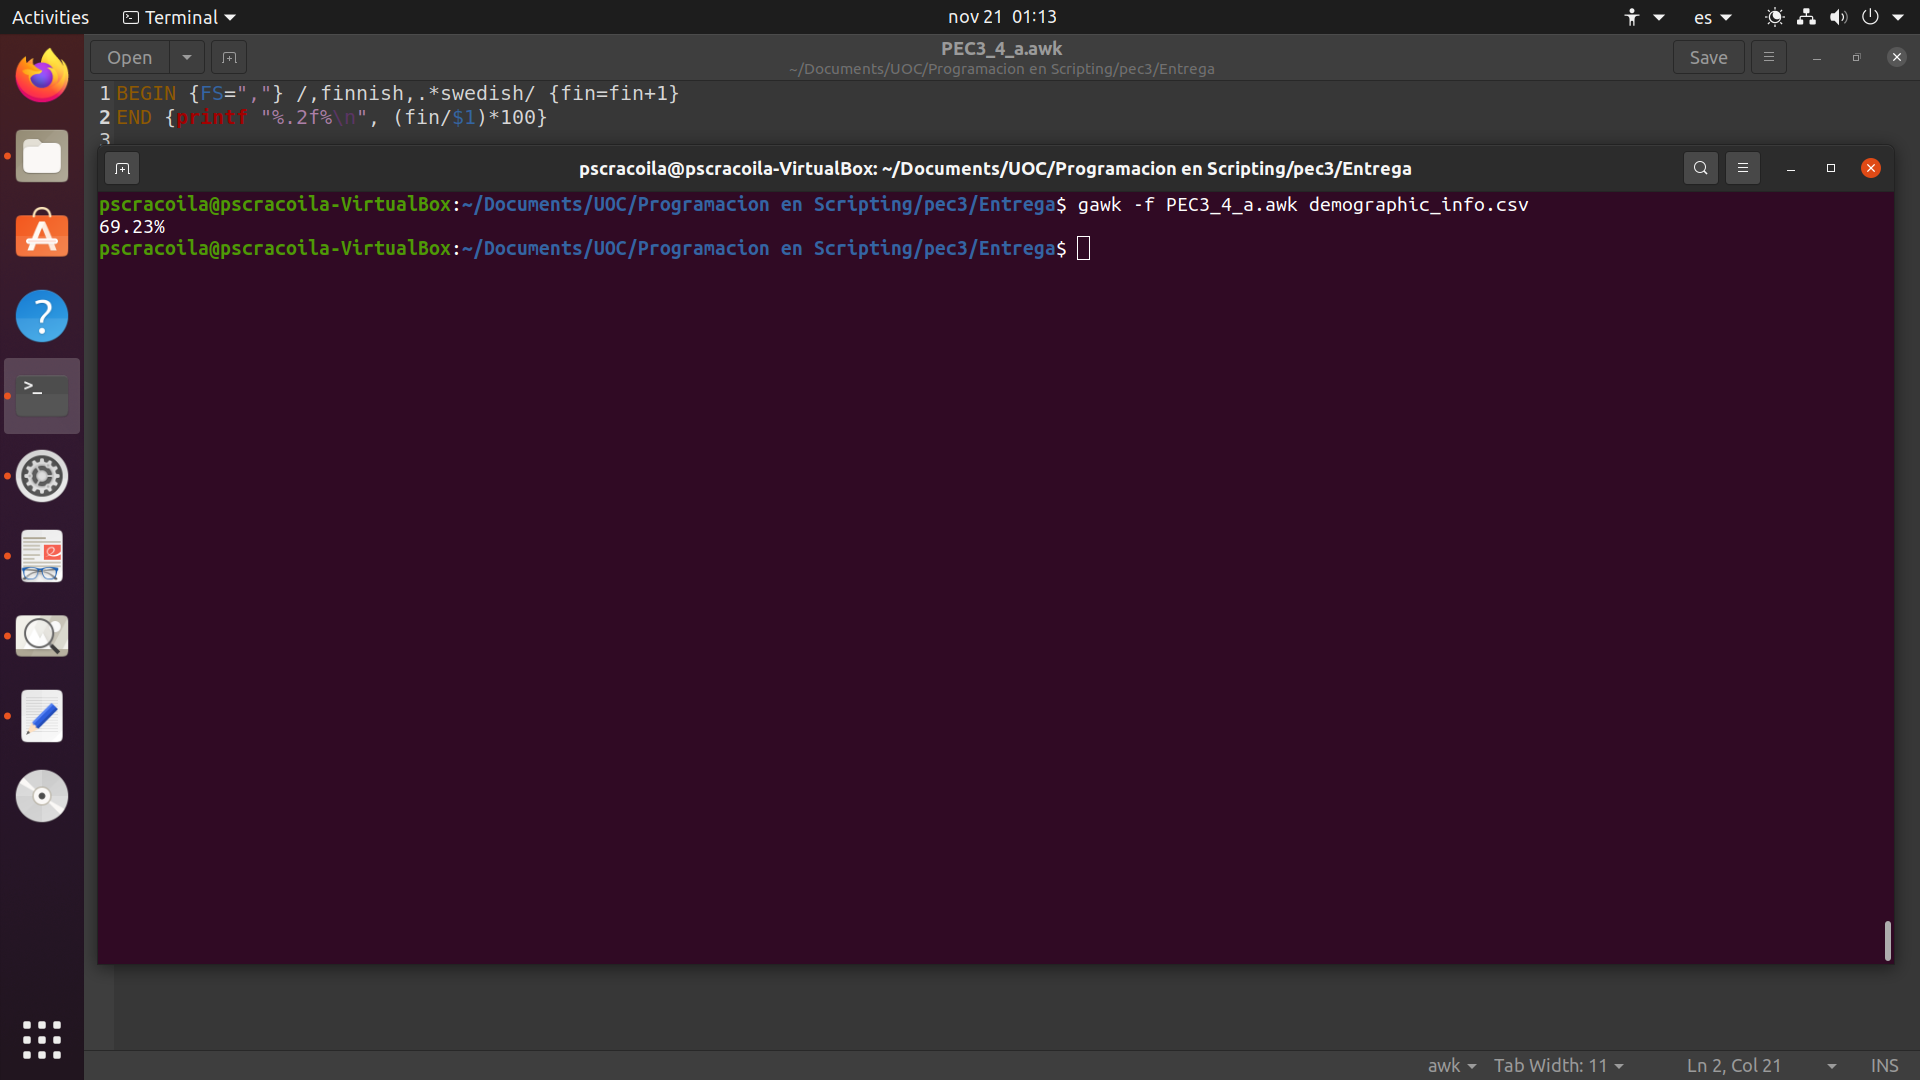 Activities Terminal nov 21 01:13 es
Open PEC3_4_a.awk Save
~/Documents/UOC/Programacion en Scripting/pec3/Entrega
1 BEGIN {FS=","} /,finnish,.*swedish/ {fin=fin+1}
2 END {printf "%.2f%\n", (fin/$1)*100}
3
pscracoila@pscracoila-VirtualBox: ~/Documents/UOC/Programacion en Scripting/pec3/Entrega
pscracoila@pscracoila-VirtualBox:~/Documents/UOC/Programacion en Scripting/pec3/Entrega$ gawk -f PEC3_4_a.awk demographic_info.csv
69.23%
pscracoila@pscracoila-VirtualBox:~/Documents/UOC/Programacion en Scripting/pec3/Entrega$
awk Tab Width: 11 Ln 2, Col 21 INS